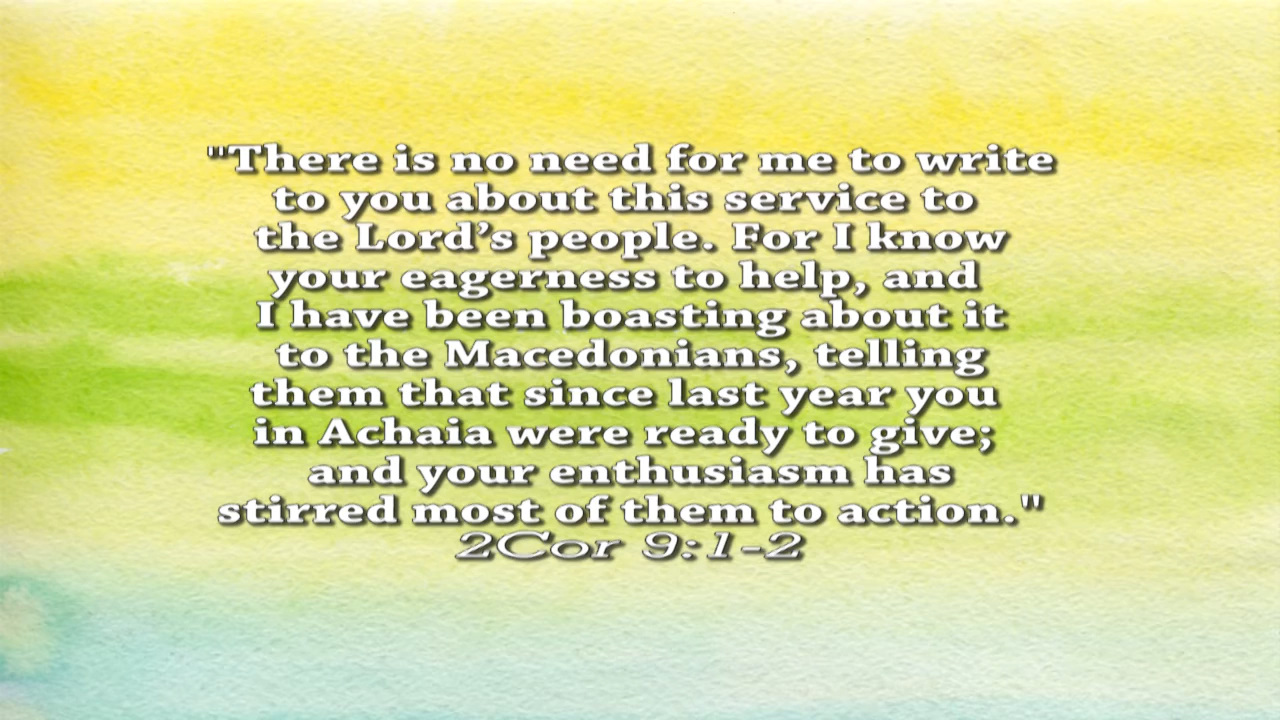 "There is no need for me to write
to you about this service to
the Lord’s people. For I know
your eagerness to help, and
I have been boasting about it
to the Macedonians, telling
them that since last year you
in Achaia were ready to give;
and your enthusiasm has
stirred most of them to action."
2Cor 9:1-2